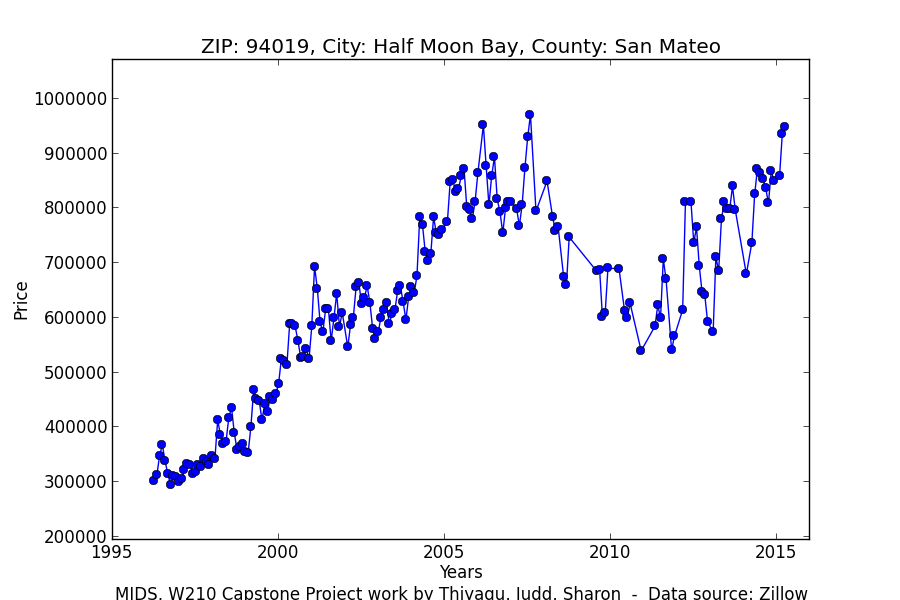 ZIP: 94019, City: Half Moon Bay, County: San Mateo
1000000
900000
800000
700000
600000
500000
400000
300000
200000
Price
1995 2000 2005 2010 2015
Years
MIDS, W210 Capstone Project work by Thiyagu, Judd, Sharon - Data source: Zillow